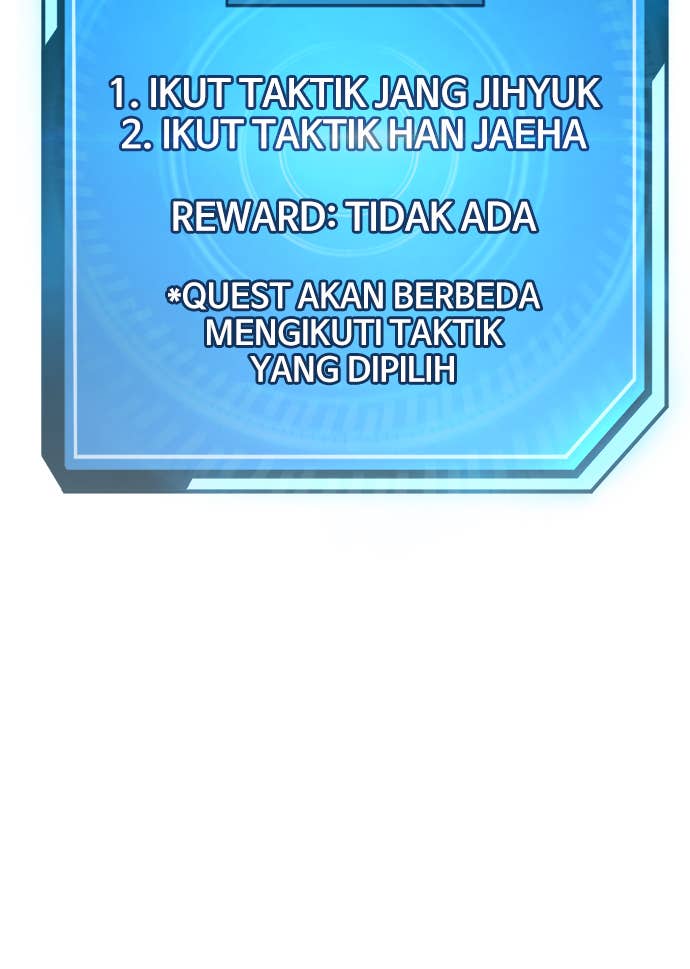 1. IKUT TAKTIK JANG JIHYUK
2. IKUT TAKTIK HAN JAEHA
REWARD: TIDAK ADA
*QUEST AKAN BERBEDA
MENGIKUTI TAKTIK
YANG DIPILIH